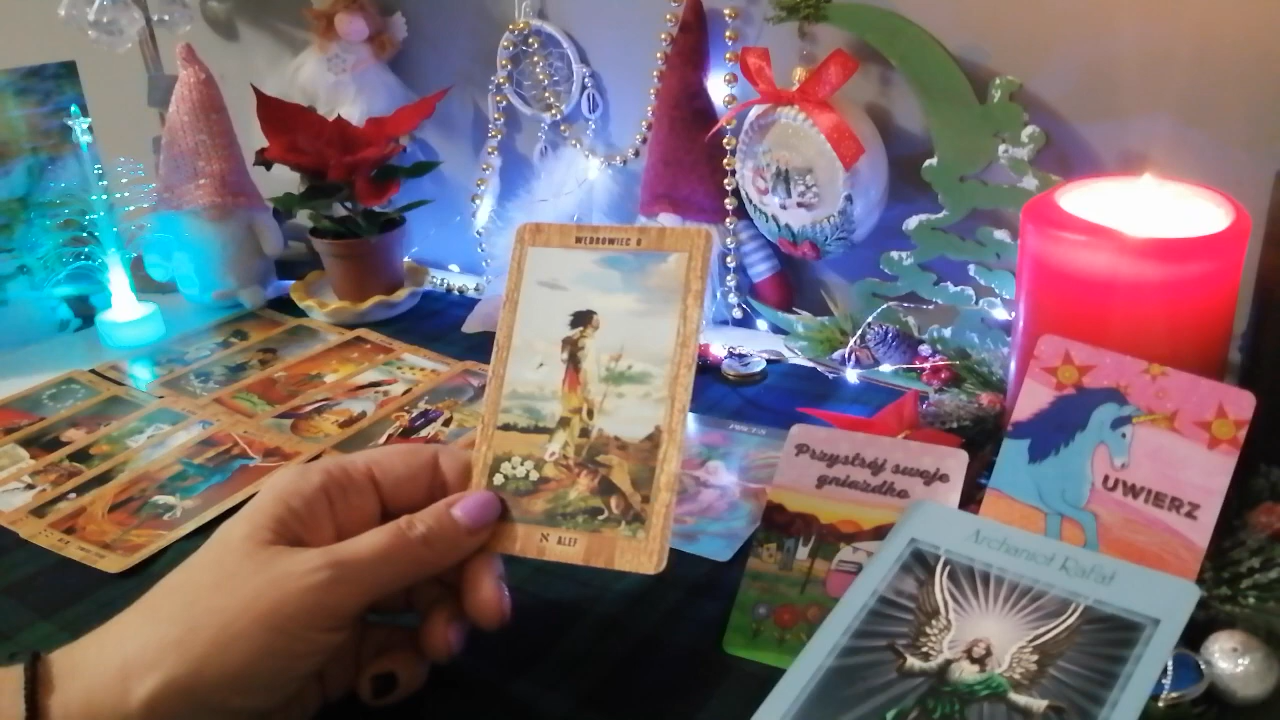 WĘDROWIEC 0
א ALEF
Przystrój swoje
gniazdko
UWIERZ
Archanioł Rafał